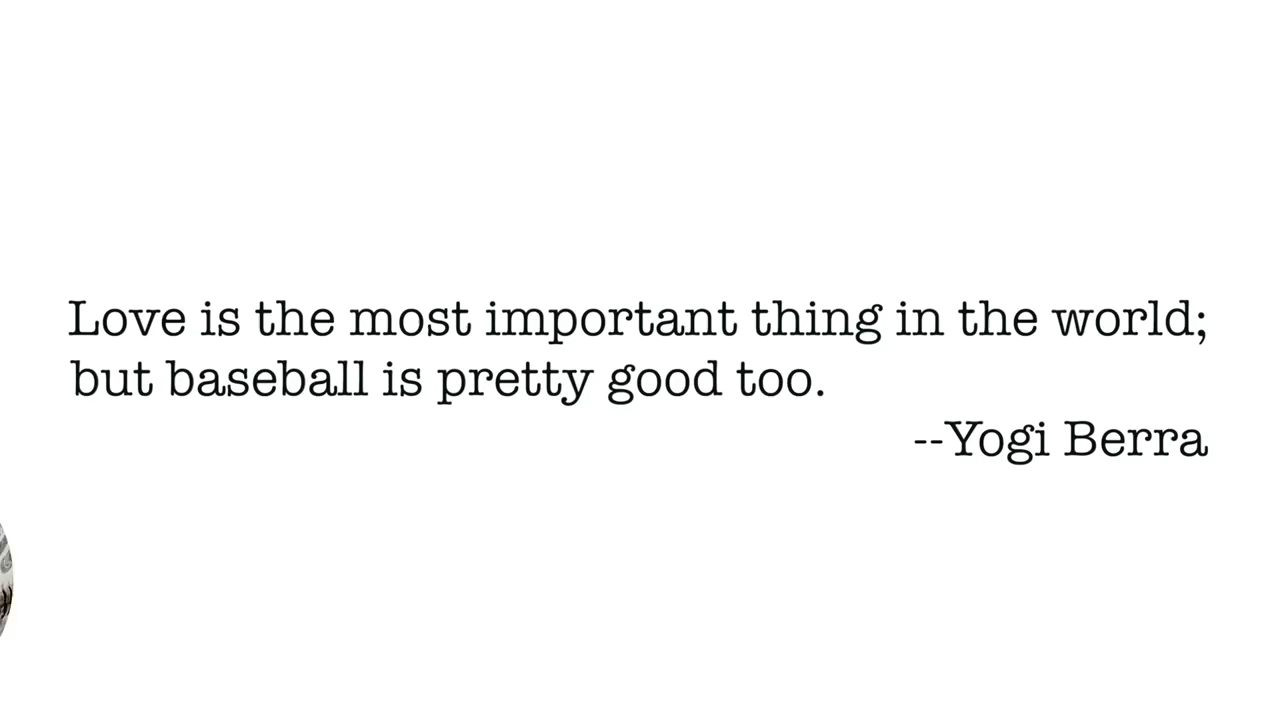 Love is the most important thing in the world;
but baseball is pretty good too.
--Yogi Berra